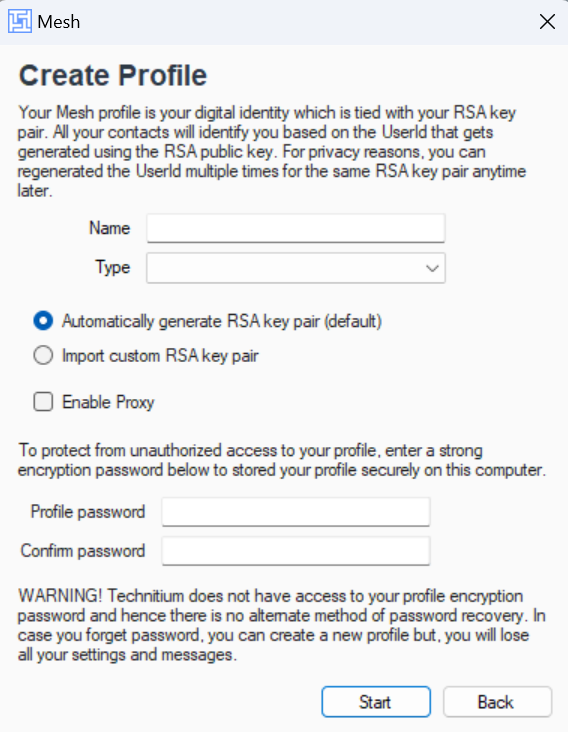 Mesh
Create Profile
Your Mesh profile is your digital identity which is tied with your RSA key
pair. All your contacts will identify you based on the UserId that gets
generated using the RSA public key. For privacy reasons, you can
regenerated the UserId multiple times for the same RSA key pair anytime
later.
Name
Type
Automatically generate RSA key pair (default)
Import custom RSA key pair
Enable Proxy
To protect from unauthorized access to your profile, enter a strong
encryption password below to stored your profile securely on this computer.
Profile password
Confirm password
WARNING! Technitium does not have access to your profile encryption
password and hence there is no alternate method of password recovery. In
case you forget password, you can create a new profile but, you will lose
all your settings and messages.
Start Back